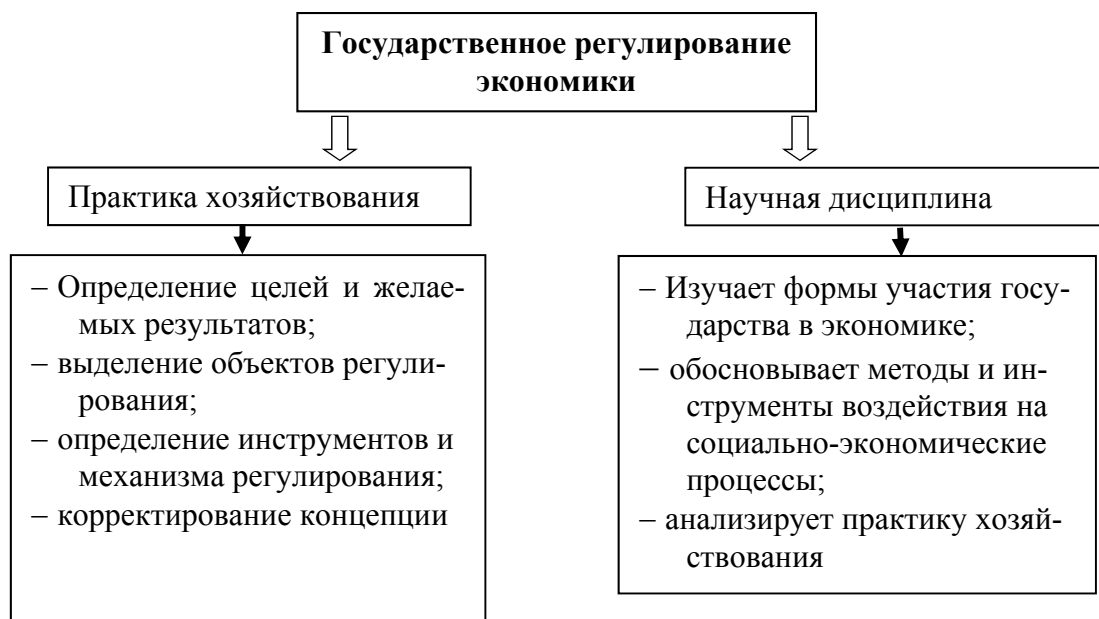 Государственное регулирование
экономики
Практика хозяйствования
Научная дисциплина
– Определение целей и желае-
мых результатов;
– выделение объектов регули-
рования;
– определение инструментов и
механизма регулирования;
– корректирование концепции
– Изучает формы участия госу-
дарства в экономике;
– обосновывает методы и ин-
струменты воздействия на
социально-экономические
процессы;
– анализирует практику хозяй-
ствования